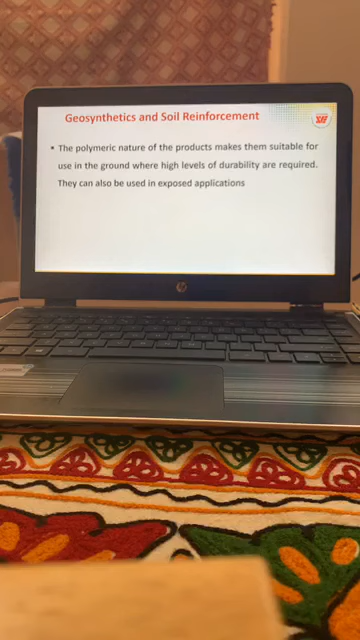 Geosynthetics and Soil Reinforcement
• The polymeric nature of the products makes them suitable for
use in the ground where high levels of durability are required.
They can also be used in exposed applications
hp